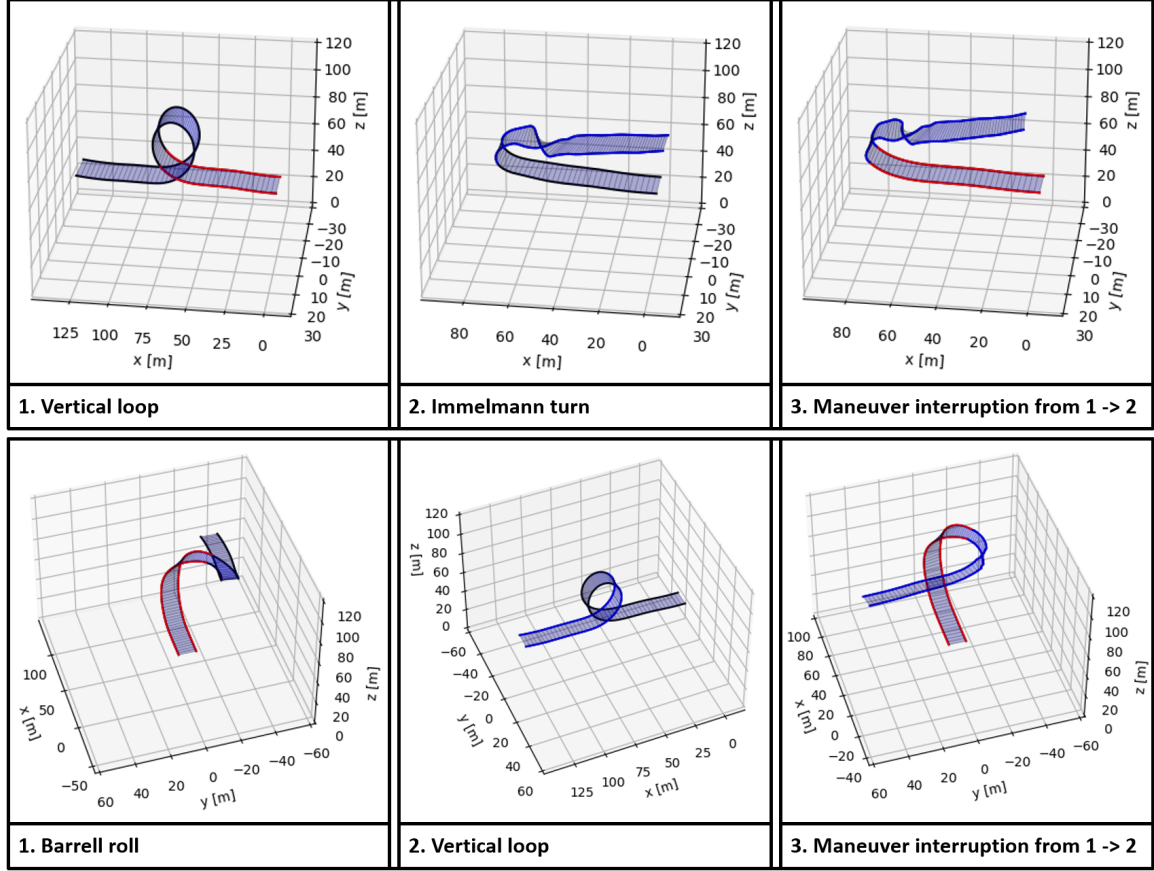 120
100
80
60
40
20
0
z [m]
−30
−20
−10
0
10
20
30
y [m]
125 100 75 50 25 0
x [m]
1. Vertical loop
120
100
80
60
40
20
0
z [m]
−30
−20
−10
0
10
20
30
y [m]
80 60 40 20 0
x [m]
2. Immelmann turn
120
100
80
60
40
20
0
z [m]
−30
−20
−10
0
10
20
30
y [m]
80 60 40 20 0
x [m]
3. Maneuver interruption from 1 -> 2
120
100
80
60
40
20
0
z [m]
100
50
0
−50
x [m]
60 40 20 0 −20 −40 −60
y [m]
1. Barrell roll
120
100
80
60
40
20
0
z [m]
−60
−40
−20
0
20
40
60
y [m]
125 100 75 50 25 0
x [m]
2. Vertical loop
120
100
80
60
40
20
0
z [m]
100
80
60
40
20
0
−20
−40
x [m]
60 40 20 0 −20 −40 −60
y [m]
3. Maneuver interruption from 1 -> 2